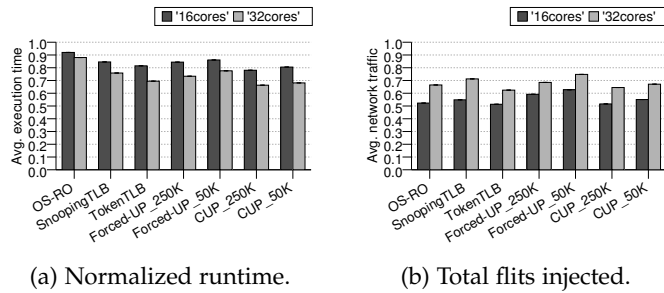 '16cores' '32cores'
Avg. execution time
1.0
0.9
0.8
0.7
0.6
0.5
0.4
0.3
0.2
0.1
0.0
OS-RO
SnoopingTLB
TokenTLB
Forced-UP_250K
Forced-UP_50K
CUP_250K
CUP_50K
(a) Normalized runtime.
'16cores' '32cores'
Avg. network traffic
1.0
0.9
0.8
0.7
0.6
0.5
0.4
0.3
0.2
0.1
0.0
OS-RO
SnoopingTLB
TokenTLB
Forced-UP_250K
Forced-UP_50K
CUP_250K
CUP_50K
(b) Total flits injected.